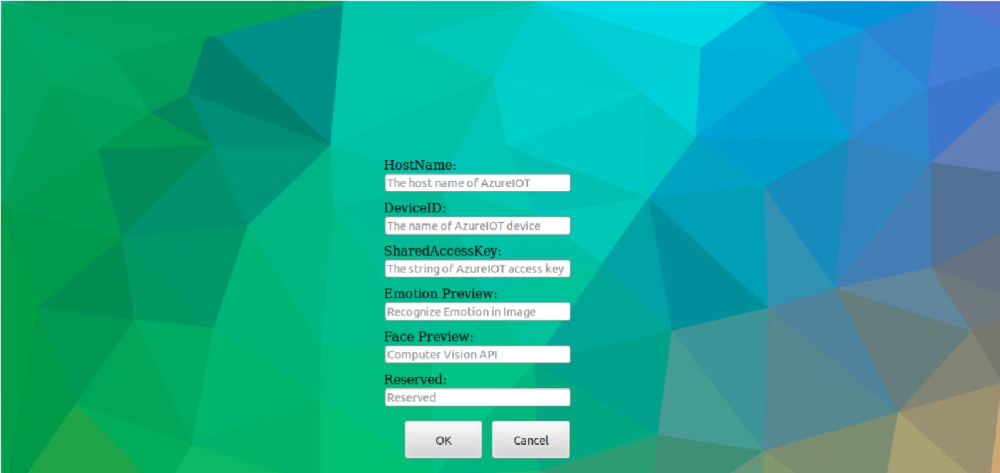 HostName:
The host name of AzureIOT
DeviceID:
The name of AzureIOT device
SharedAccessKey:
The string of AzureIOT access key
Emotion Preview:
Recognize Emotion in Image
Face Preview:
Computer Vision API
Reserved:
Reserved
OK Cancel